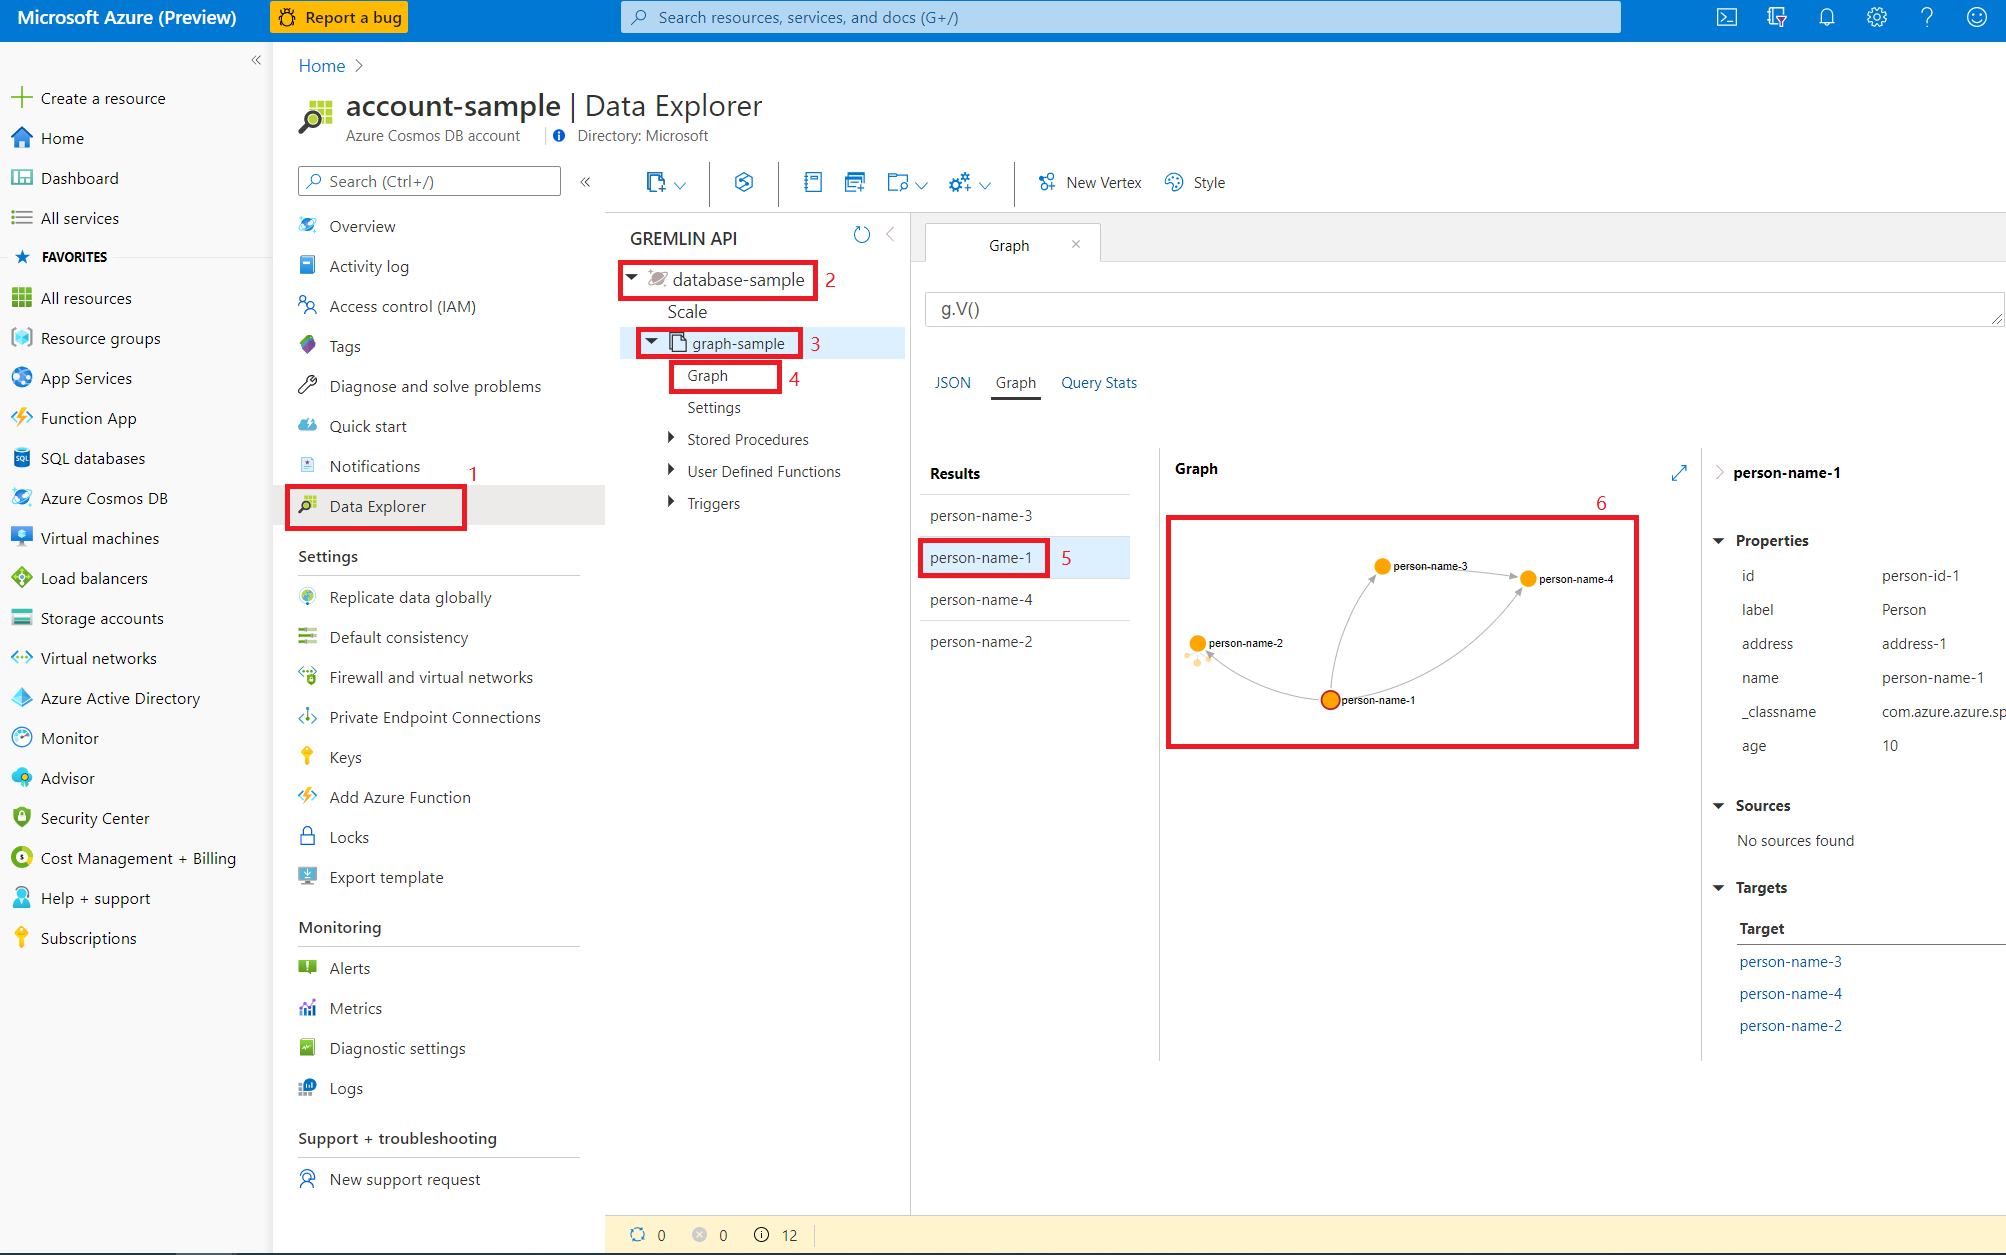 Microsoft Azure (Preview)
Report a bug
Search resources, services, and docs (G+/)
Create a resource
Home
Dashboard
All services
FAVORITES
All resources
Resource groups
App Services
Function App
SQL databases
Azure Cosmos DB
Virtual machines
Load balancers
Storage accounts
Virtual networks
Azure Active Directory
Monitor
Advisor
Security Center
Cost Management + Billing
Help + support
Subscriptions
Home
account-sample | Data Explorer
Azure Cosmos DB account
Directory: Microsoft
Search (Ctrl+/)
Overview
Activity log
Access control (IAM)
Tags
Diagnose and solve problems
Quick start
Notifications
1
Data Explorer
Settings
Replicate data globally
Default consistency
Firewall and virtual networks
Private Endpoint Connections
Keys
Add Azure Function
Locks
Export template
Monitoring
Alerts
Metrics
Diagnostic settings
Logs
Support + troubleshooting
New support request
New Vertex
Style
GREMLIN API
database-sample 2
Scale
graph-sample 3
Graph 4
Settings
Stored Procedures
User Defined Functions
Triggers
Graph
g.V()
JSON
Graph
Query Stats
Results
person-name-3
person-name-1 5
person-name-4
person-name-2
Graph
6
person-name-3
person-name-4
person-name-2
person-name-1
person-name-1
Properties
id person-id-1
label Person
address address-1
name person-name-1
_classname com.azure.azure.sp
age 10
Sources
No sources found
Targets
Target
person-name-3
person-name-4
person-name-2
0 0 12